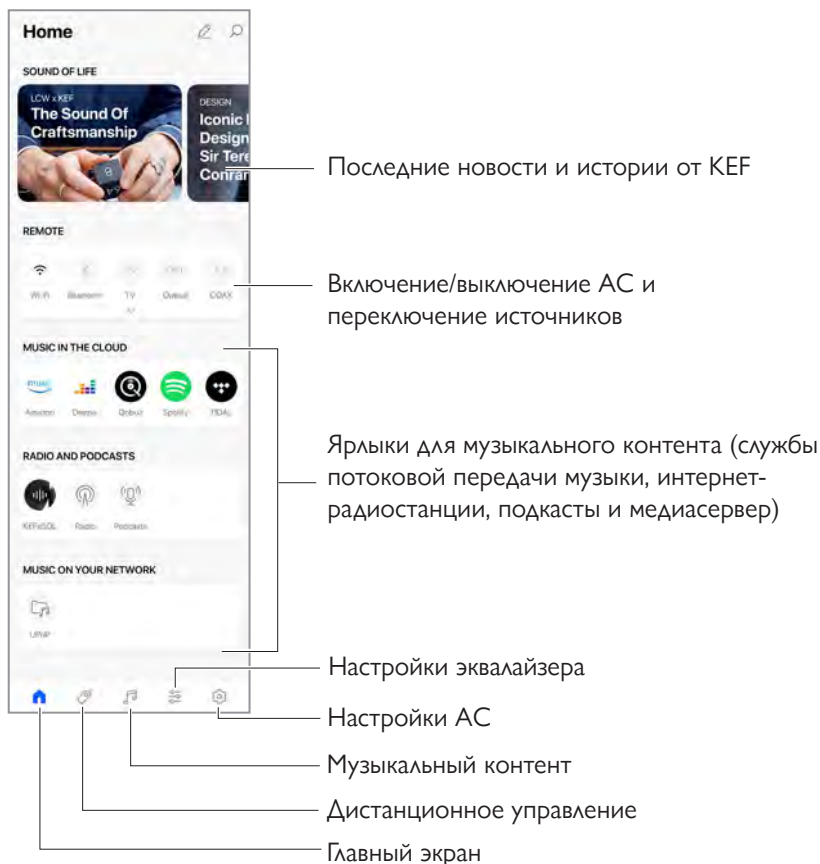 Home
SOUND OF LIFE
LCW x KEF
The Sound Of
Craftsmanship
DESIGN
Iconic
Design
Sir Tere
Conran
Последние новости и истории от KEF
REMOTE
Wi-Fi Bluetooth TV Optical COAX
Включение/выключение АС и
переключение источников
MUSIC IN THE CLOUD
music
Amazon Deezer Qobuz Spotify TIDAL
Ярлыки для музыкального контента (службы
потоковой передачи музыки, интернет-
радиостанции, подкасты и медиасервер)
RADIO AND PODCASTS
Radio Podcasts
MUSIC ON YOUR NETWORK
UPNP
Настройки эквалайзера
Настройки АС
Музыкальный контент
Дистанционное управление
Главный экран